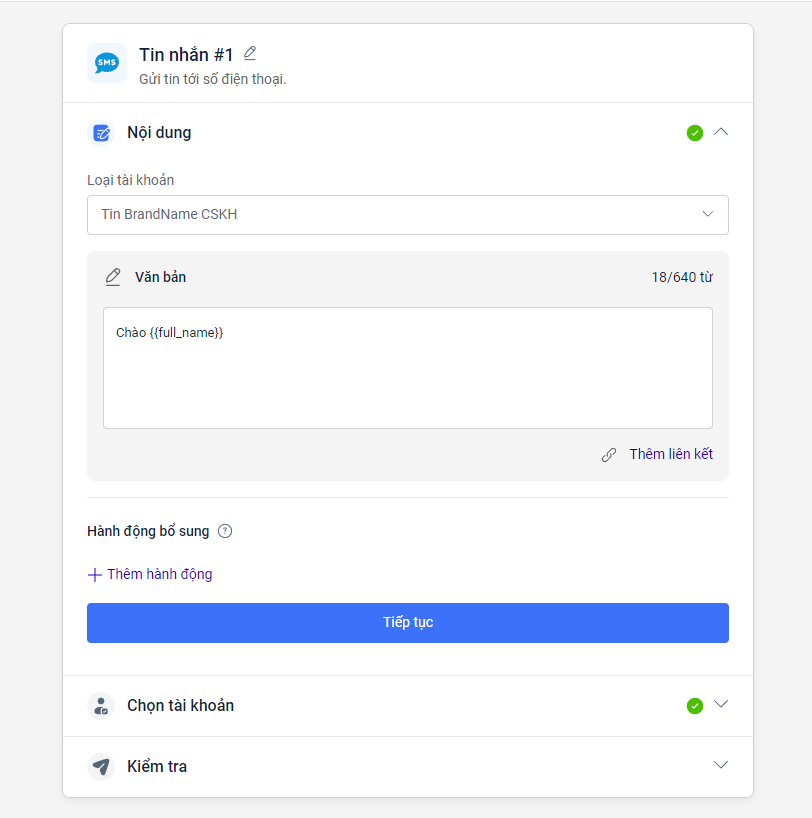 SMS
Tin nhắn #1
Gửi tin tới số điện thoại.
Nội dung
Loại tài khoản
Tin BrandName CSKH
Văn bản
18/640 từ
Chào {{full_name}}
Thêm liên kết
Hành động bổ sung ?
+ Thêm hành động
Tiếp tục
Chọn tài khoản
Kiểm tra